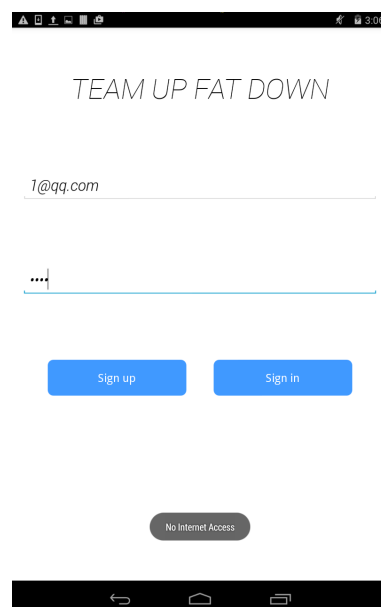 3:06
TEAM UP FAT DOWN
1@qq.com
••••
Sign up
Sign in
No Internet Access